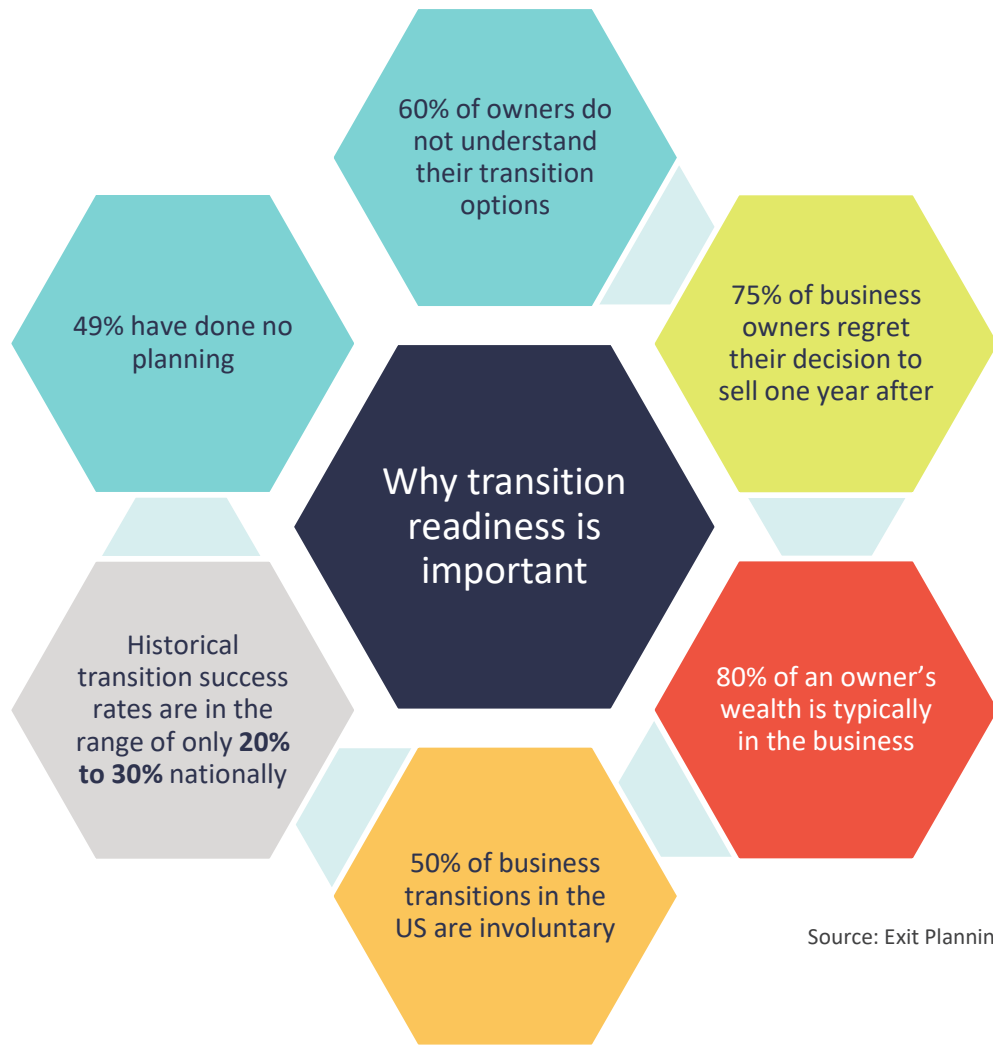 60% of owners do
not understand
their transition
options
75% of business
owners regret
their decision to
sell one year after
80% of an owner’s
wealth is typically
in the business
50% of business
transitions in the
US are involuntary
Historical
transition success
rates are in the
range of only 20%
to 30% nationally
49% have done no
planning
Why transition
readiness is
important
Source: Exit Plannin